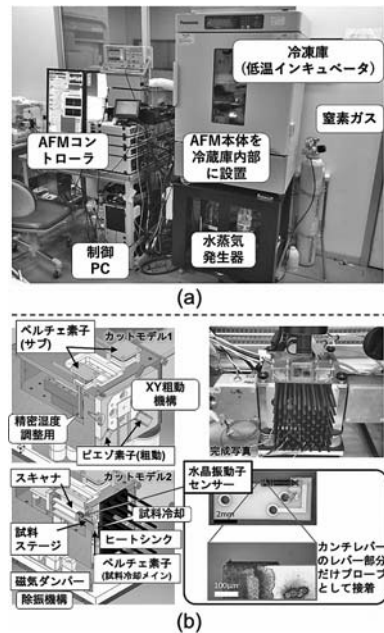 Panasonic
冷凍庫
(低温インキュベータ)
窒素ガス
AFMコント
ローラ
AFM本体を
冷蔵庫内部
に設置
制御
PC
水蒸気
発生器
(a)
ペルチェ素子
(サブ)
カットモデル1
XY粗動
機構
精密温度
調整用
ピエゾ素子(粗動)
完成写真
カットモデル2
スキャナ
水晶振動子
センサー
試料冷却
2mm
試料
ステージ
ヒートシンク
ペルチェ素子
(試料冷却メイン)
磁気ダンパー
除振機構
カンチレバー
のレバー部分
だけプローブ
として接着
100μm
(b)